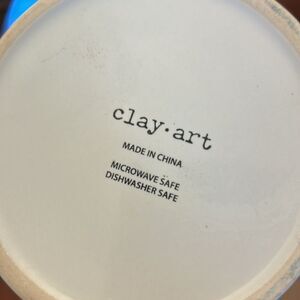 clay·art
MADE IN CHINA
MICROWAVE SAFE
DISHWASHER SAFE